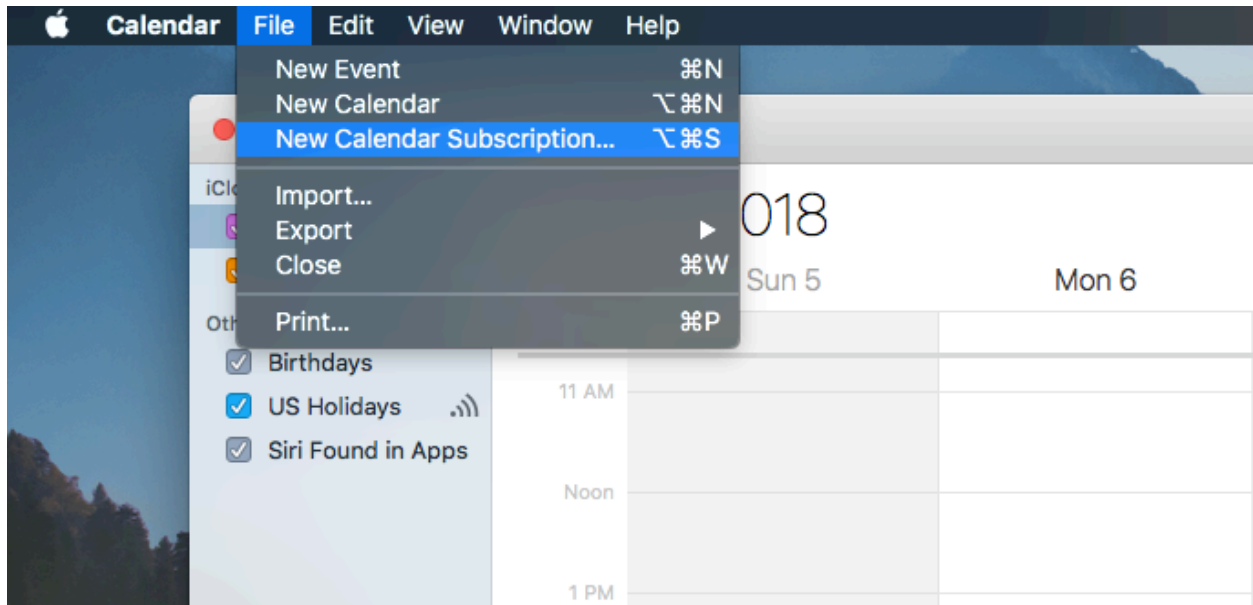 Calendar File Edit View Window Help
New Event ⌘N
New Calendar ⌥⌘N
New Calendar Subscription... ⌥⌘S
Import...
Export ▶
Close ⌘W
Print... ⌘P
018
Sun 5 Mon 6
Birthdays
US Holidays
Siri Found in Apps
11 AM
Noon
1 PM